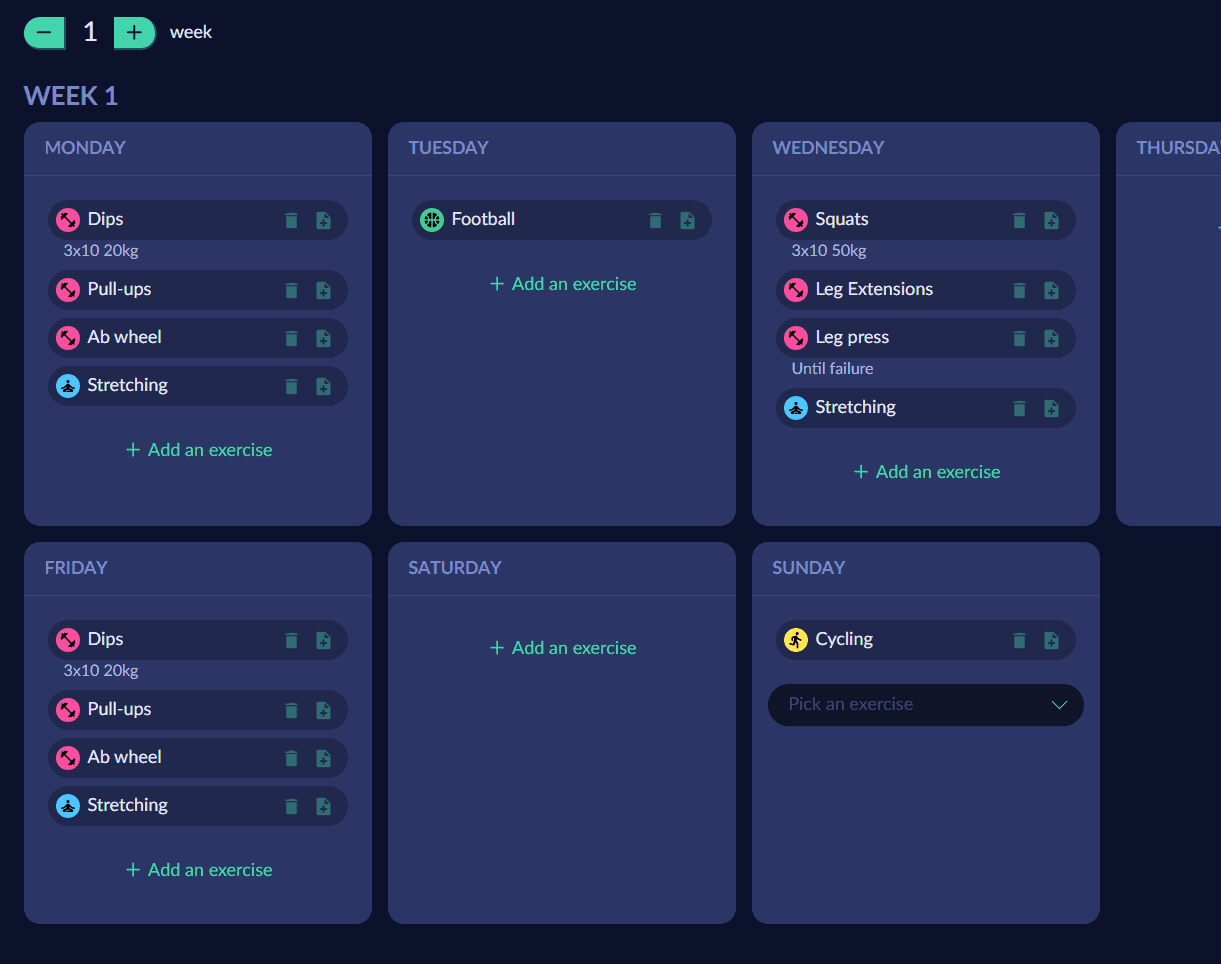 1 week
WEEK 1
MONDAY
Dips
3x10 20kg
Pull-ups
Ab wheel
Stretching
+ Add an exercise
TUESDAY
Football
+ Add an exercise
WEDNESDAY
Squats
3x10 50kg
Leg Extensions
Leg press
Until failure
Stretching
+ Add an exercise
THURSDA
FRIDAY
Dips
3x10 20kg
Pull-ups
Ab wheel
Stretching
+ Add an exercise
SATURDAY
+ Add an exercise
SUNDAY
Cycling
Pick an exercise